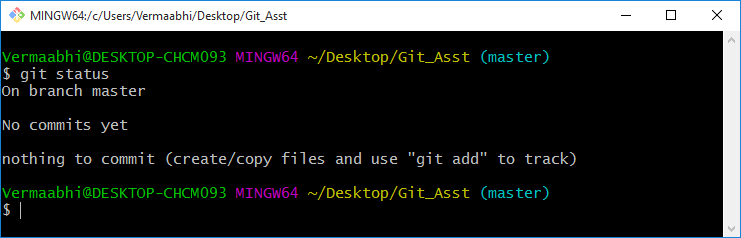 MINGW64:/c/Users/Vermaabhi/Desktop/Git_Asst
Vermaabhi@DESKTOP-CHCM093 MINGW64 ~/Desktop/Git_Asst (master)
$ git status
On branch master
No commits yet
nothing to commit (create/copy files and use "git add" to track)
Vermaabhi@DESKTOP-CHCM093 MINGW64 ~/Desktop/Git_Asst (master)
$